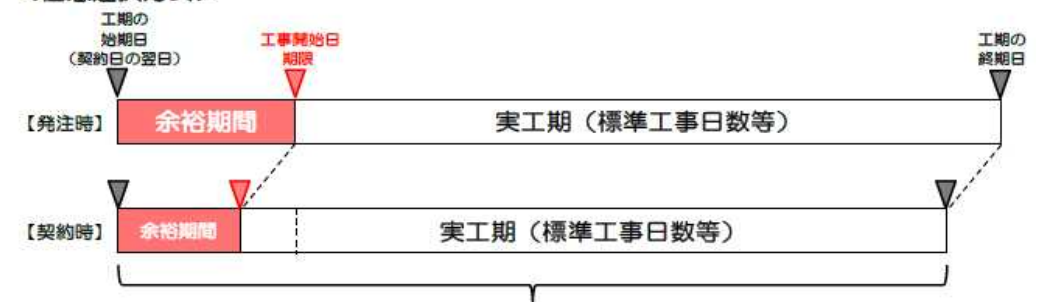 工期の
始期日
(契約日の翌日)
工事開始日
期限
工期の
終期日
【発注時】
余裕期間
実工期(標準工事日数等)
【契約時】
余裕期間
実工期(標準工事日数等)